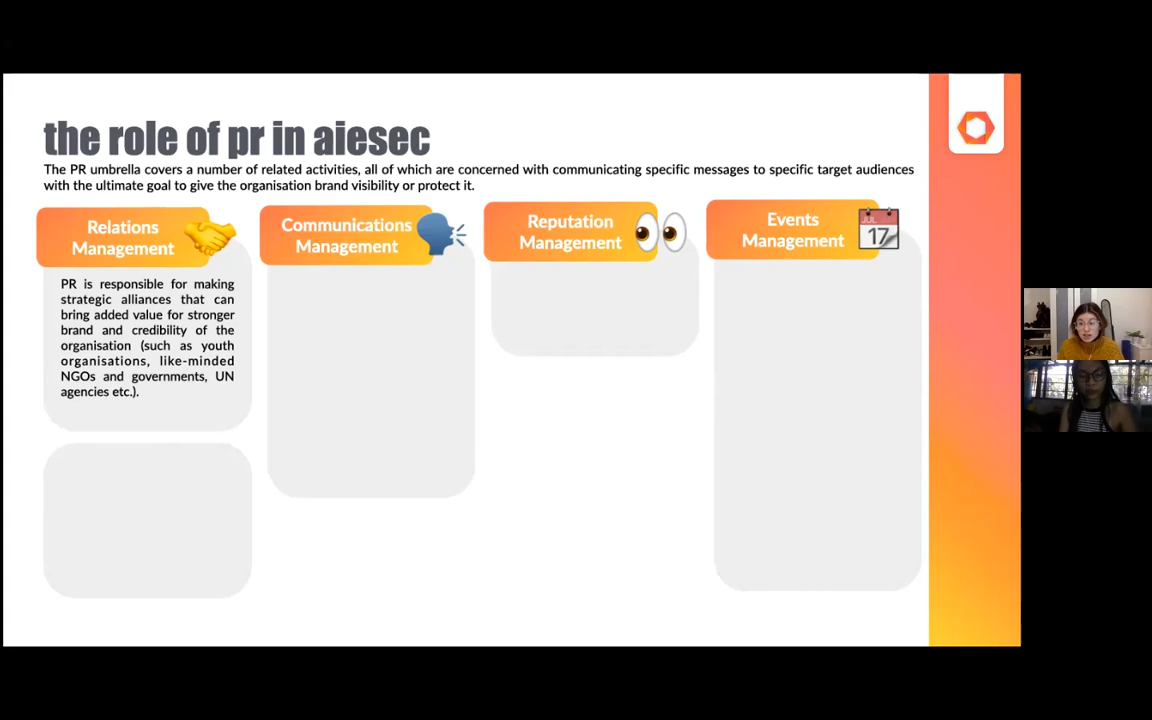 the role of pr in aiesec
The PR umbrella covers a number of related activities, all of which are concerned with communicating specific messages to specific target audiences
with the ultimate goal to give the organisation brand visibility or protect it.
Relations
Management
Communications
Management
Reputation
Management
Events
Management
JUL
17
PR is responsible for making
strategic alliances that can
bring added value for stronger
brand and credibility of the
organisation (such as youth
organisations, like-minded
NGOs and governments, UN
agencies etc.).